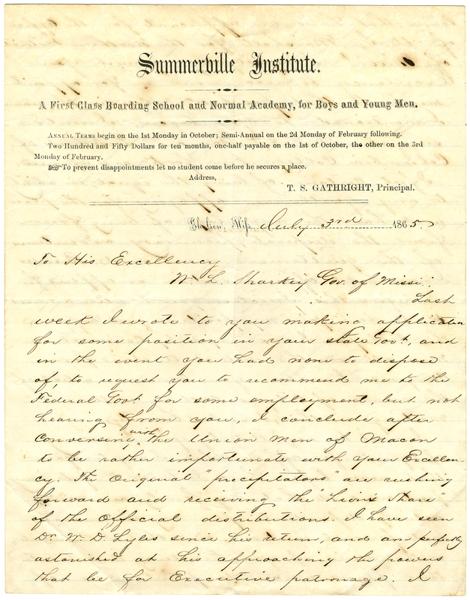 Summerville Institute.
A First Class Boarding School and Normal Academy, for Boys and Young Men.
Annual Terms begin on the 1st Monday in October; Semi-Annual on the 2d Monday of February following.
Two Hundred and Fifty Dollars for ten months, one-half payable on the 1st of October, the other on the 3rd
Monday of February.
☞ To prevent disappointments let no student come before he secures a place.
Address,
T. S. GATHRIGHT, Principal.
Miss., July 3rd 1865
To His Excellency
W L Sharkey Gov. of Missi.
Last
week I wrote to you making application
for some position in your State Govt. and
in the event you had none to dispose
of, to request you to recommend me to the
Federal Govt. for some employment, but not
hearing from you, I conclude after
conversing with the Union Men of Macon
to be rather importunate with your Excellen-
cy. The original "precipitators" are rushing
forward and receiving the "lion's share"
of the official distributions. I have seen
Dr. W. D. Lyles since his return, and am perfectly
astonished at his approaching the powers
that be for Executive patronage. I